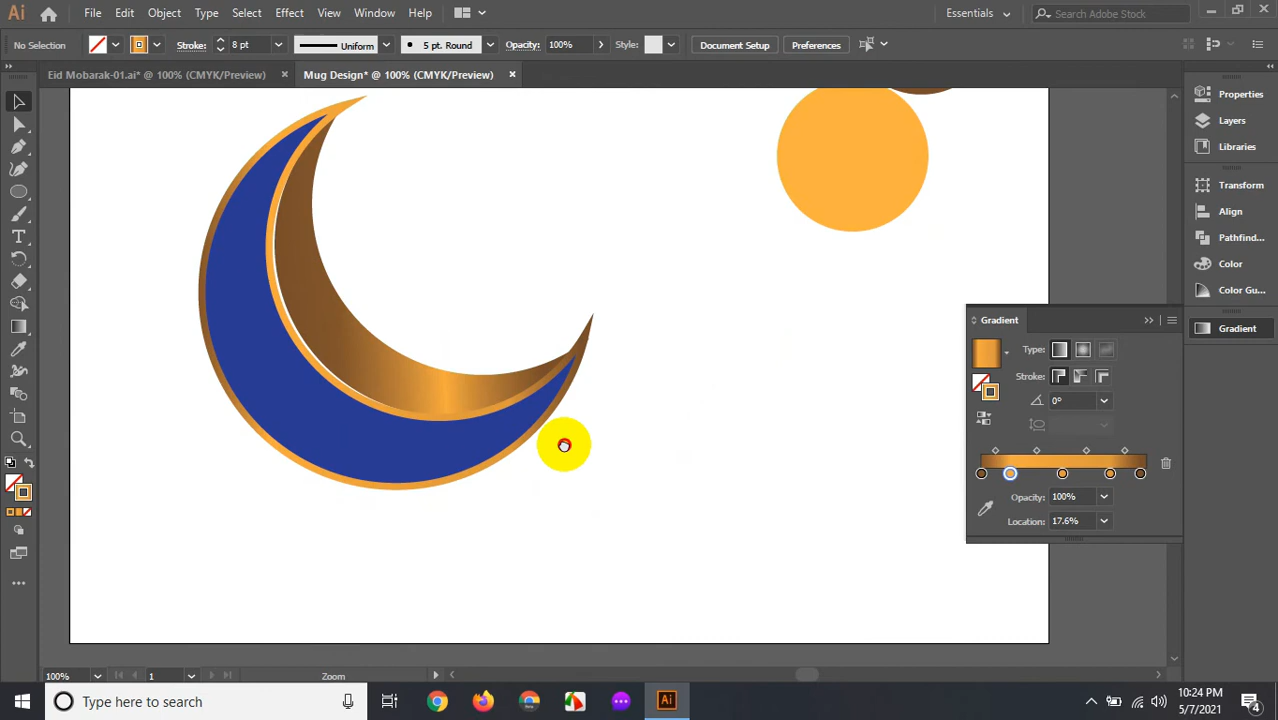 Ai File Edit Object Type Select Effect View Window Help Essentials Search Adobe Stock
No Selection Stroke: 8 pt Uniform 5 pt. Round Opacity: 100% Style: Document Setup Preferences
Eid Mobarak-01.ai* @ 100% (CMYK/Preview) × Mug Design* @ 100% (CMYK/Preview) ×
Properties
Layers
Libraries
Transform
Align
Pathfind...
Color
Color Gu...
Gradient
Gradient
Type:
Stroke:
0°
Opacity: 100%
Location: 17.6%
100% 1 Zoom
Type here to search Ai
10:24 PM
5/7/2021
4